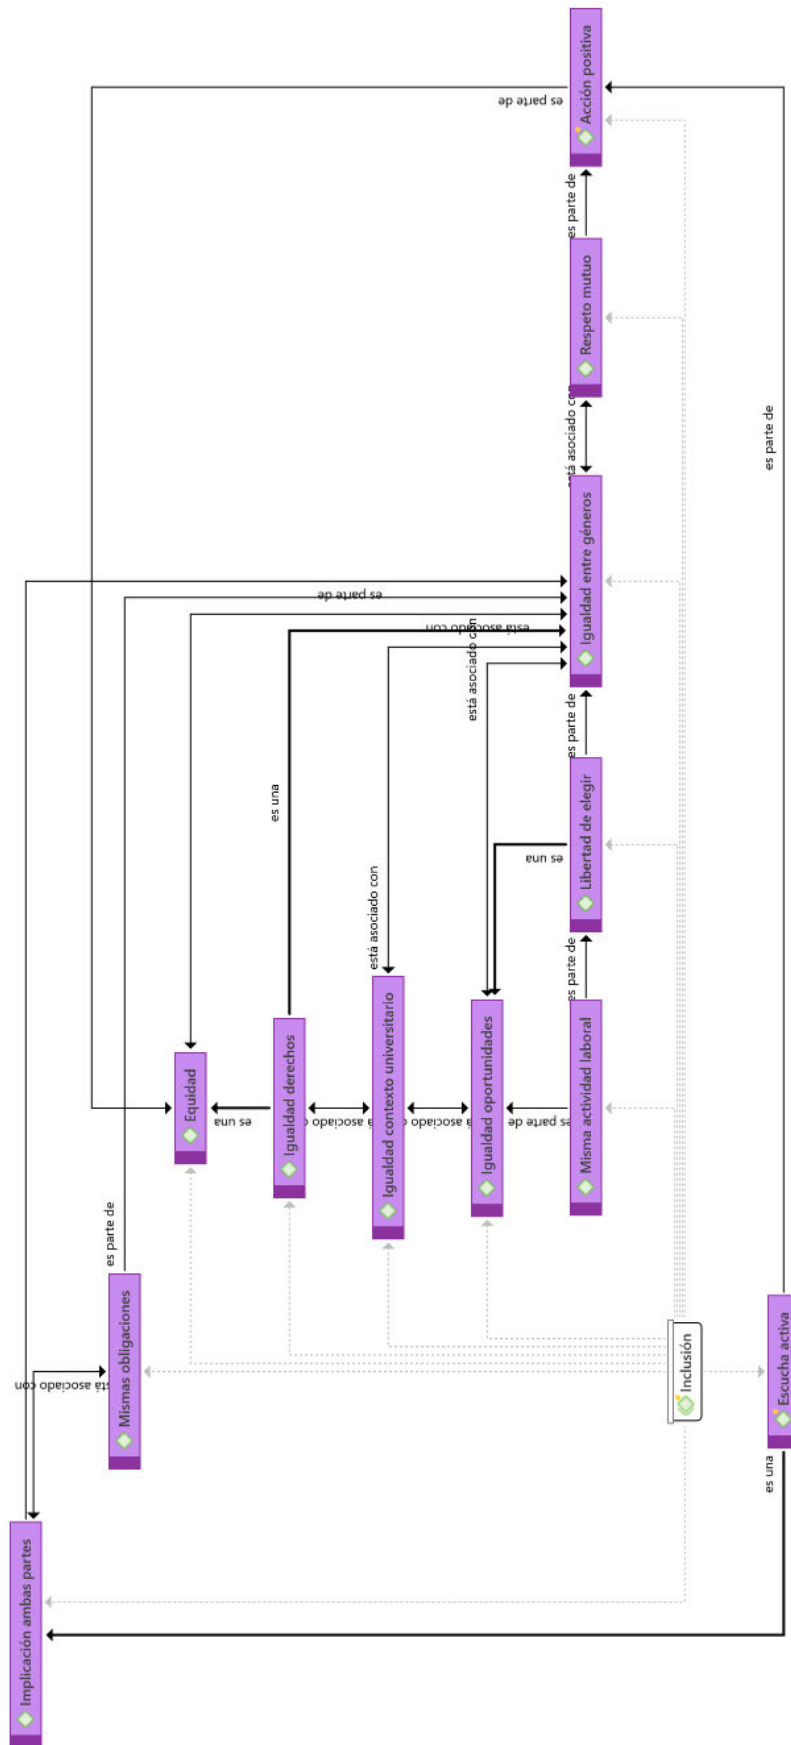 Acción positiva
es parte de
es parte de
Respeto mutuo
está asociado con
es parte de
Igualdad entre géneros
es parte de
está asociado con
está asociado con
es parte de
Libertad de elegir
es una
es una
está asociado con
es parte de
Equidad
Igualdad derechos
Igualdad contexto universitario
Igualdad oportunidades
Misma actividad laboral
es una
asociado
asociado
es parte de
es parte de
Mismas obligaciones
está asociado con
Inclusión
Escucha activa
es una
Implicación ambas partes